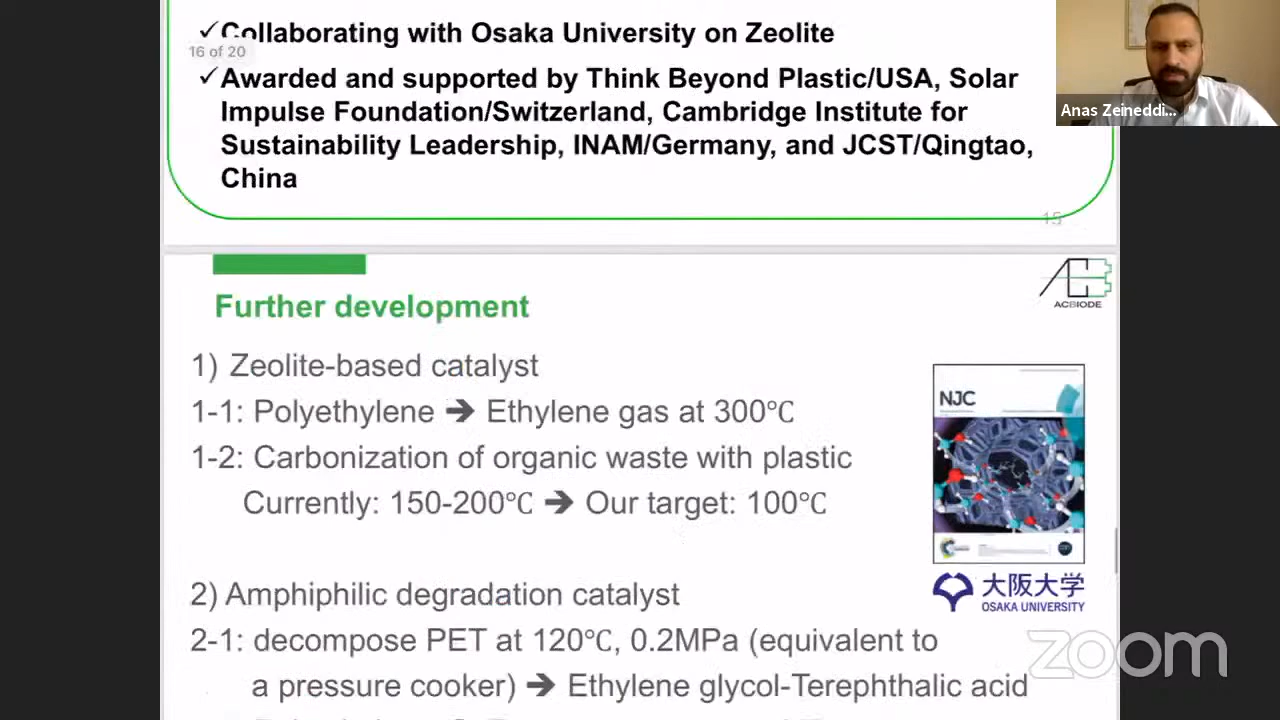 ✓Collaborating with Osaka University on Zeolite
16 of 20
✓Awarded and supported by Think Beyond Plastic/USA, Solar
Impulse Foundation/Switzerland, Cambridge Institute for
Sustainability Leadership, INAM/Germany, and JCST/Qingtao,
China
15
Anas Zeineddi...
ACBIODE
Further development
1) Zeolite-based catalyst
1-1: Polyethylene ➔ Ethylene gas at 300℃
1-2: Carbonization of organic waste with plastic
Currently: 150-200℃ ➔ Our target: 100℃
NJC
大阪大学
OSAKA UNIVERSITY
2) Amphiphilic degradation catalyst
2-1: decompose PET at 120℃, 0.2MPa (equivalent to
a pressure cooker) ➔ Ethylene glycol-Terephthalic acid
zoom